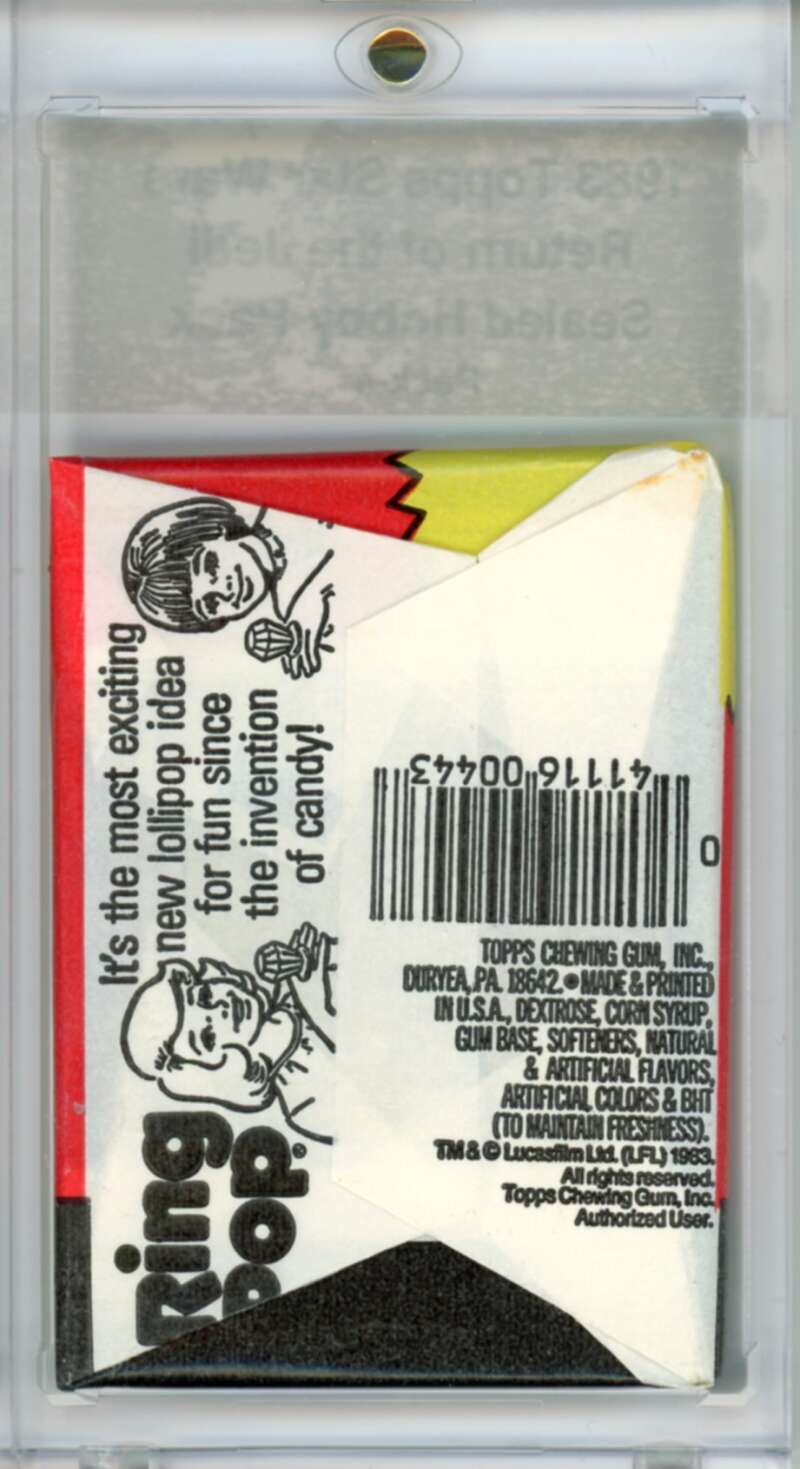 1983 Topps Star Wars
Return of the Jedi
Sealed Hobby Pack
It's the most exciting
new lollipop idea
for fun since
the invention
of candy!
Ring
Pop®
41116 00443
0
TOPPS CHEWING GUM, INC.,
DURYEA, PA. 18642. • MADE & PRINTED
IN U.S.A., DEXTROSE, CORN SYRUP,
GUM BASE, SOFTENERS, NATURAL
& ARTIFICIAL FLAVORS,
ARTIFICIAL COLORS & BHT
(TO MAINTAIN FRESHNESS).
TM & © Lucasfilm Ltd. (LFL) 1983.
All rights reserved.
Topps Chewing Gum, Inc.
Authorized User.